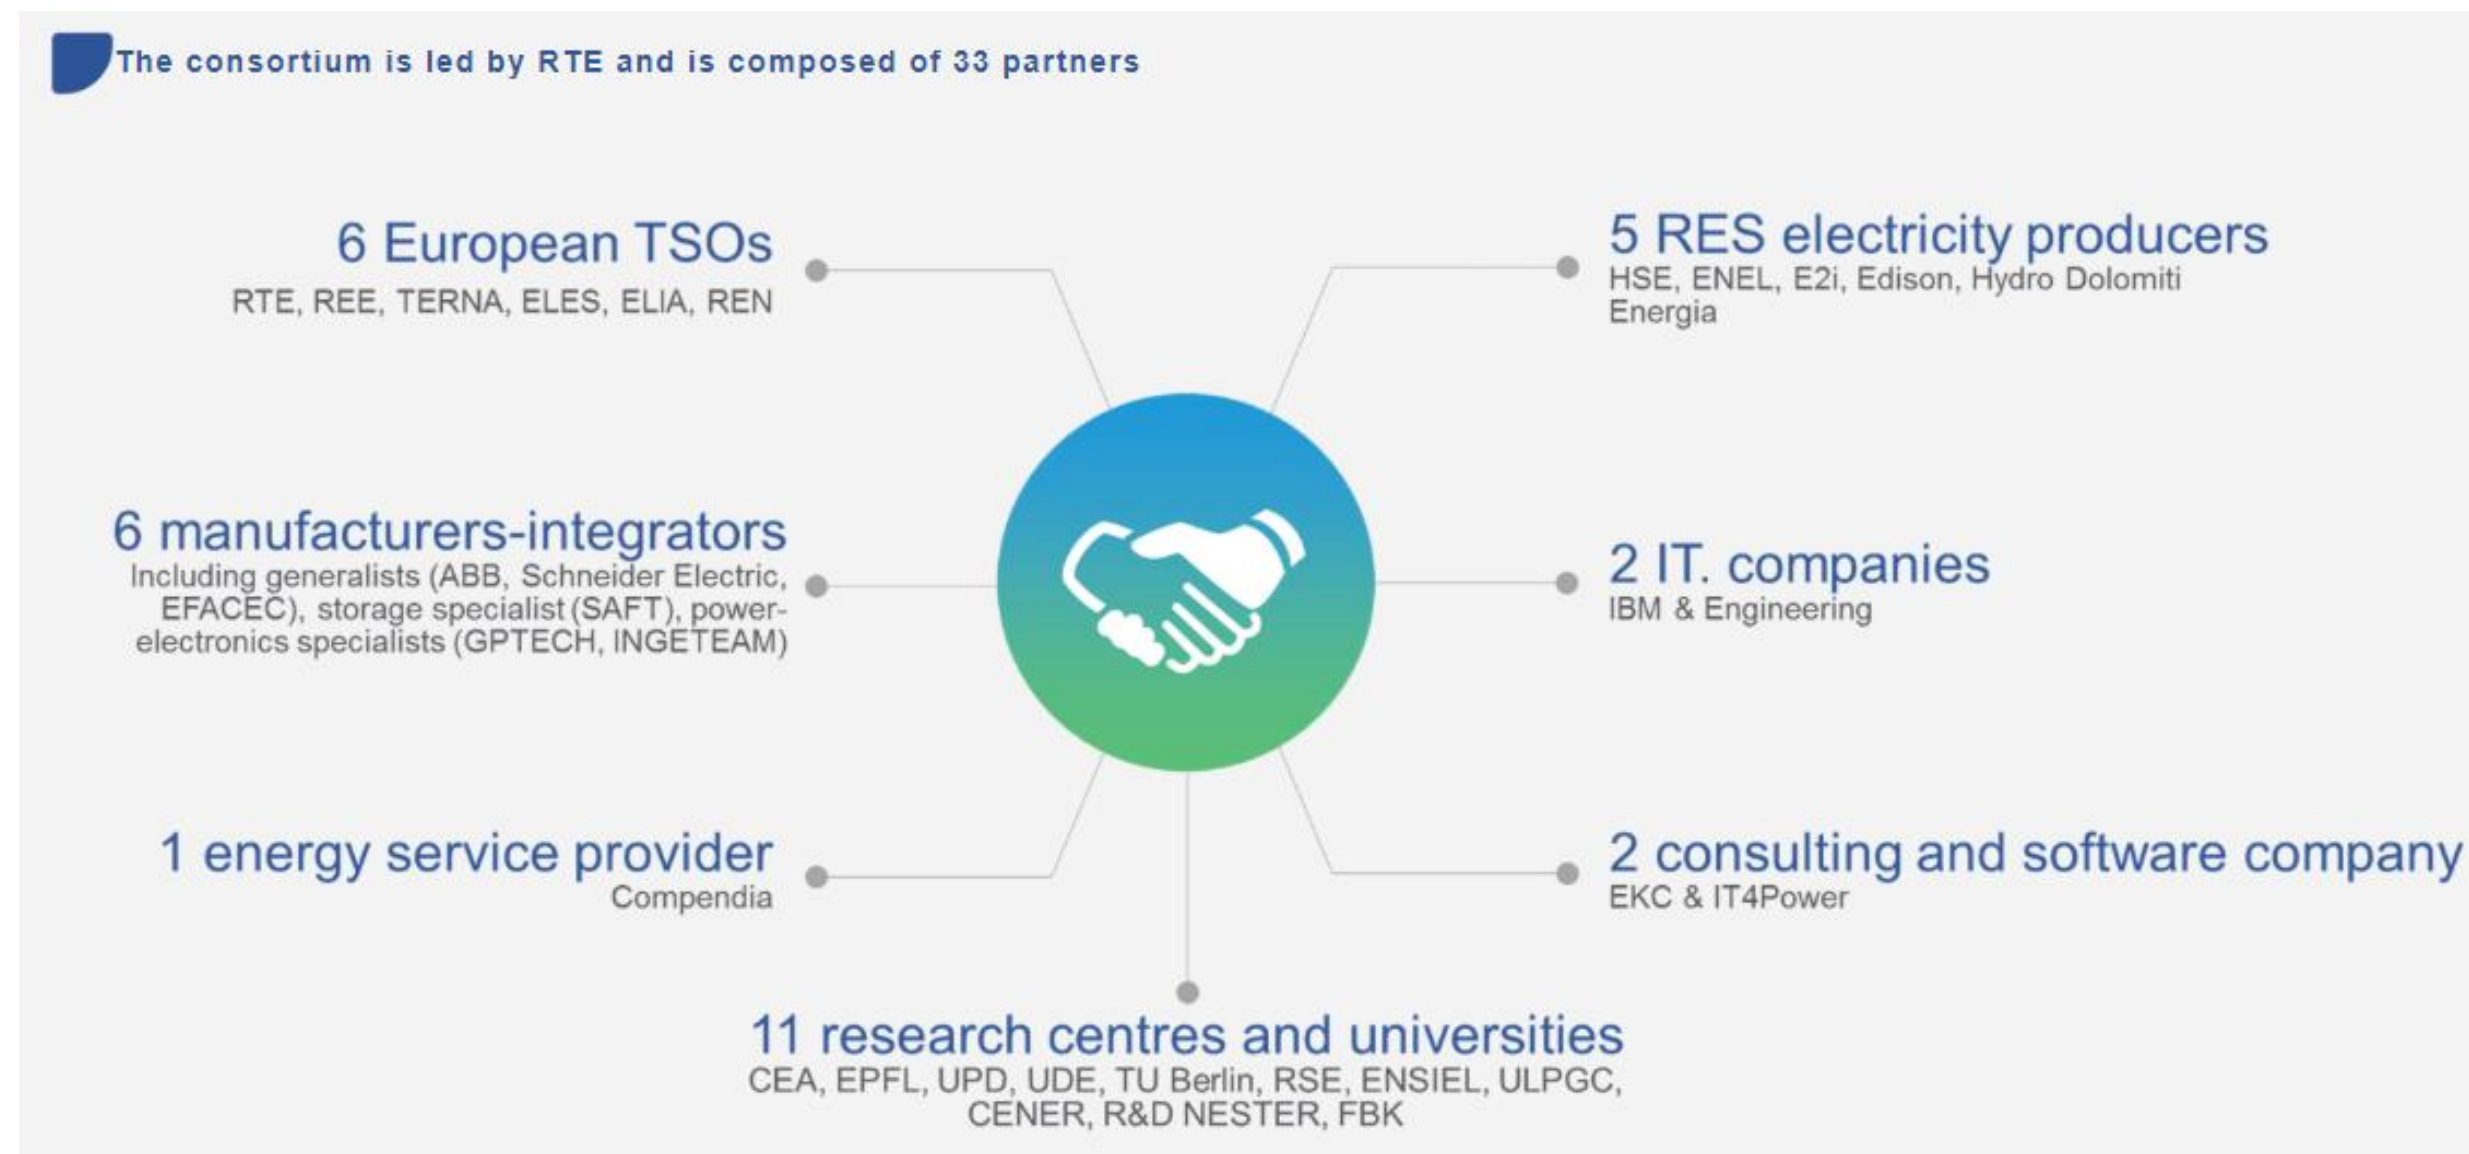 The consortium is led by RTE and is composed of 33 partners
6 European TSOs
RTE, REE, TERNA, ELES, ELIA, REN
5 RES electricity producers
HSE, ENEL, E2i, Edison, Hydro Dolomiti
Energia
6 manufacturers-integrators
Including generalists (ABB, Schneider Electric,
EFACEC), storage specialist (SAFT), power-
electronics specialists (GPTECH, INGETEAM)
2 IT. companies
IBM & Engineering
1 energy service provider
Compendia
2 consulting and software company
EKC & IT4Power
11 research centres and universities
CEA, EPFL, UPD, UDE, TU Berlin, RSE, ENSIEL, ULPGC,
CENER, R&D NESTER, FBK